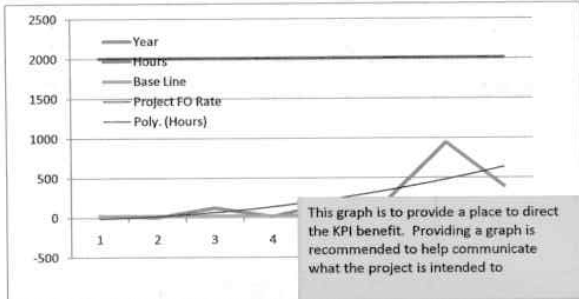 2500
2000
1500
1000
500
0
-500
Year
Hours
Base Line
Project FO Rate
Poly. (Hours)
1 2 3 4
This graph is to provide a place to direct
the KPI benefit. Providing a graph is
recommended to help communicate
what the project is intended to